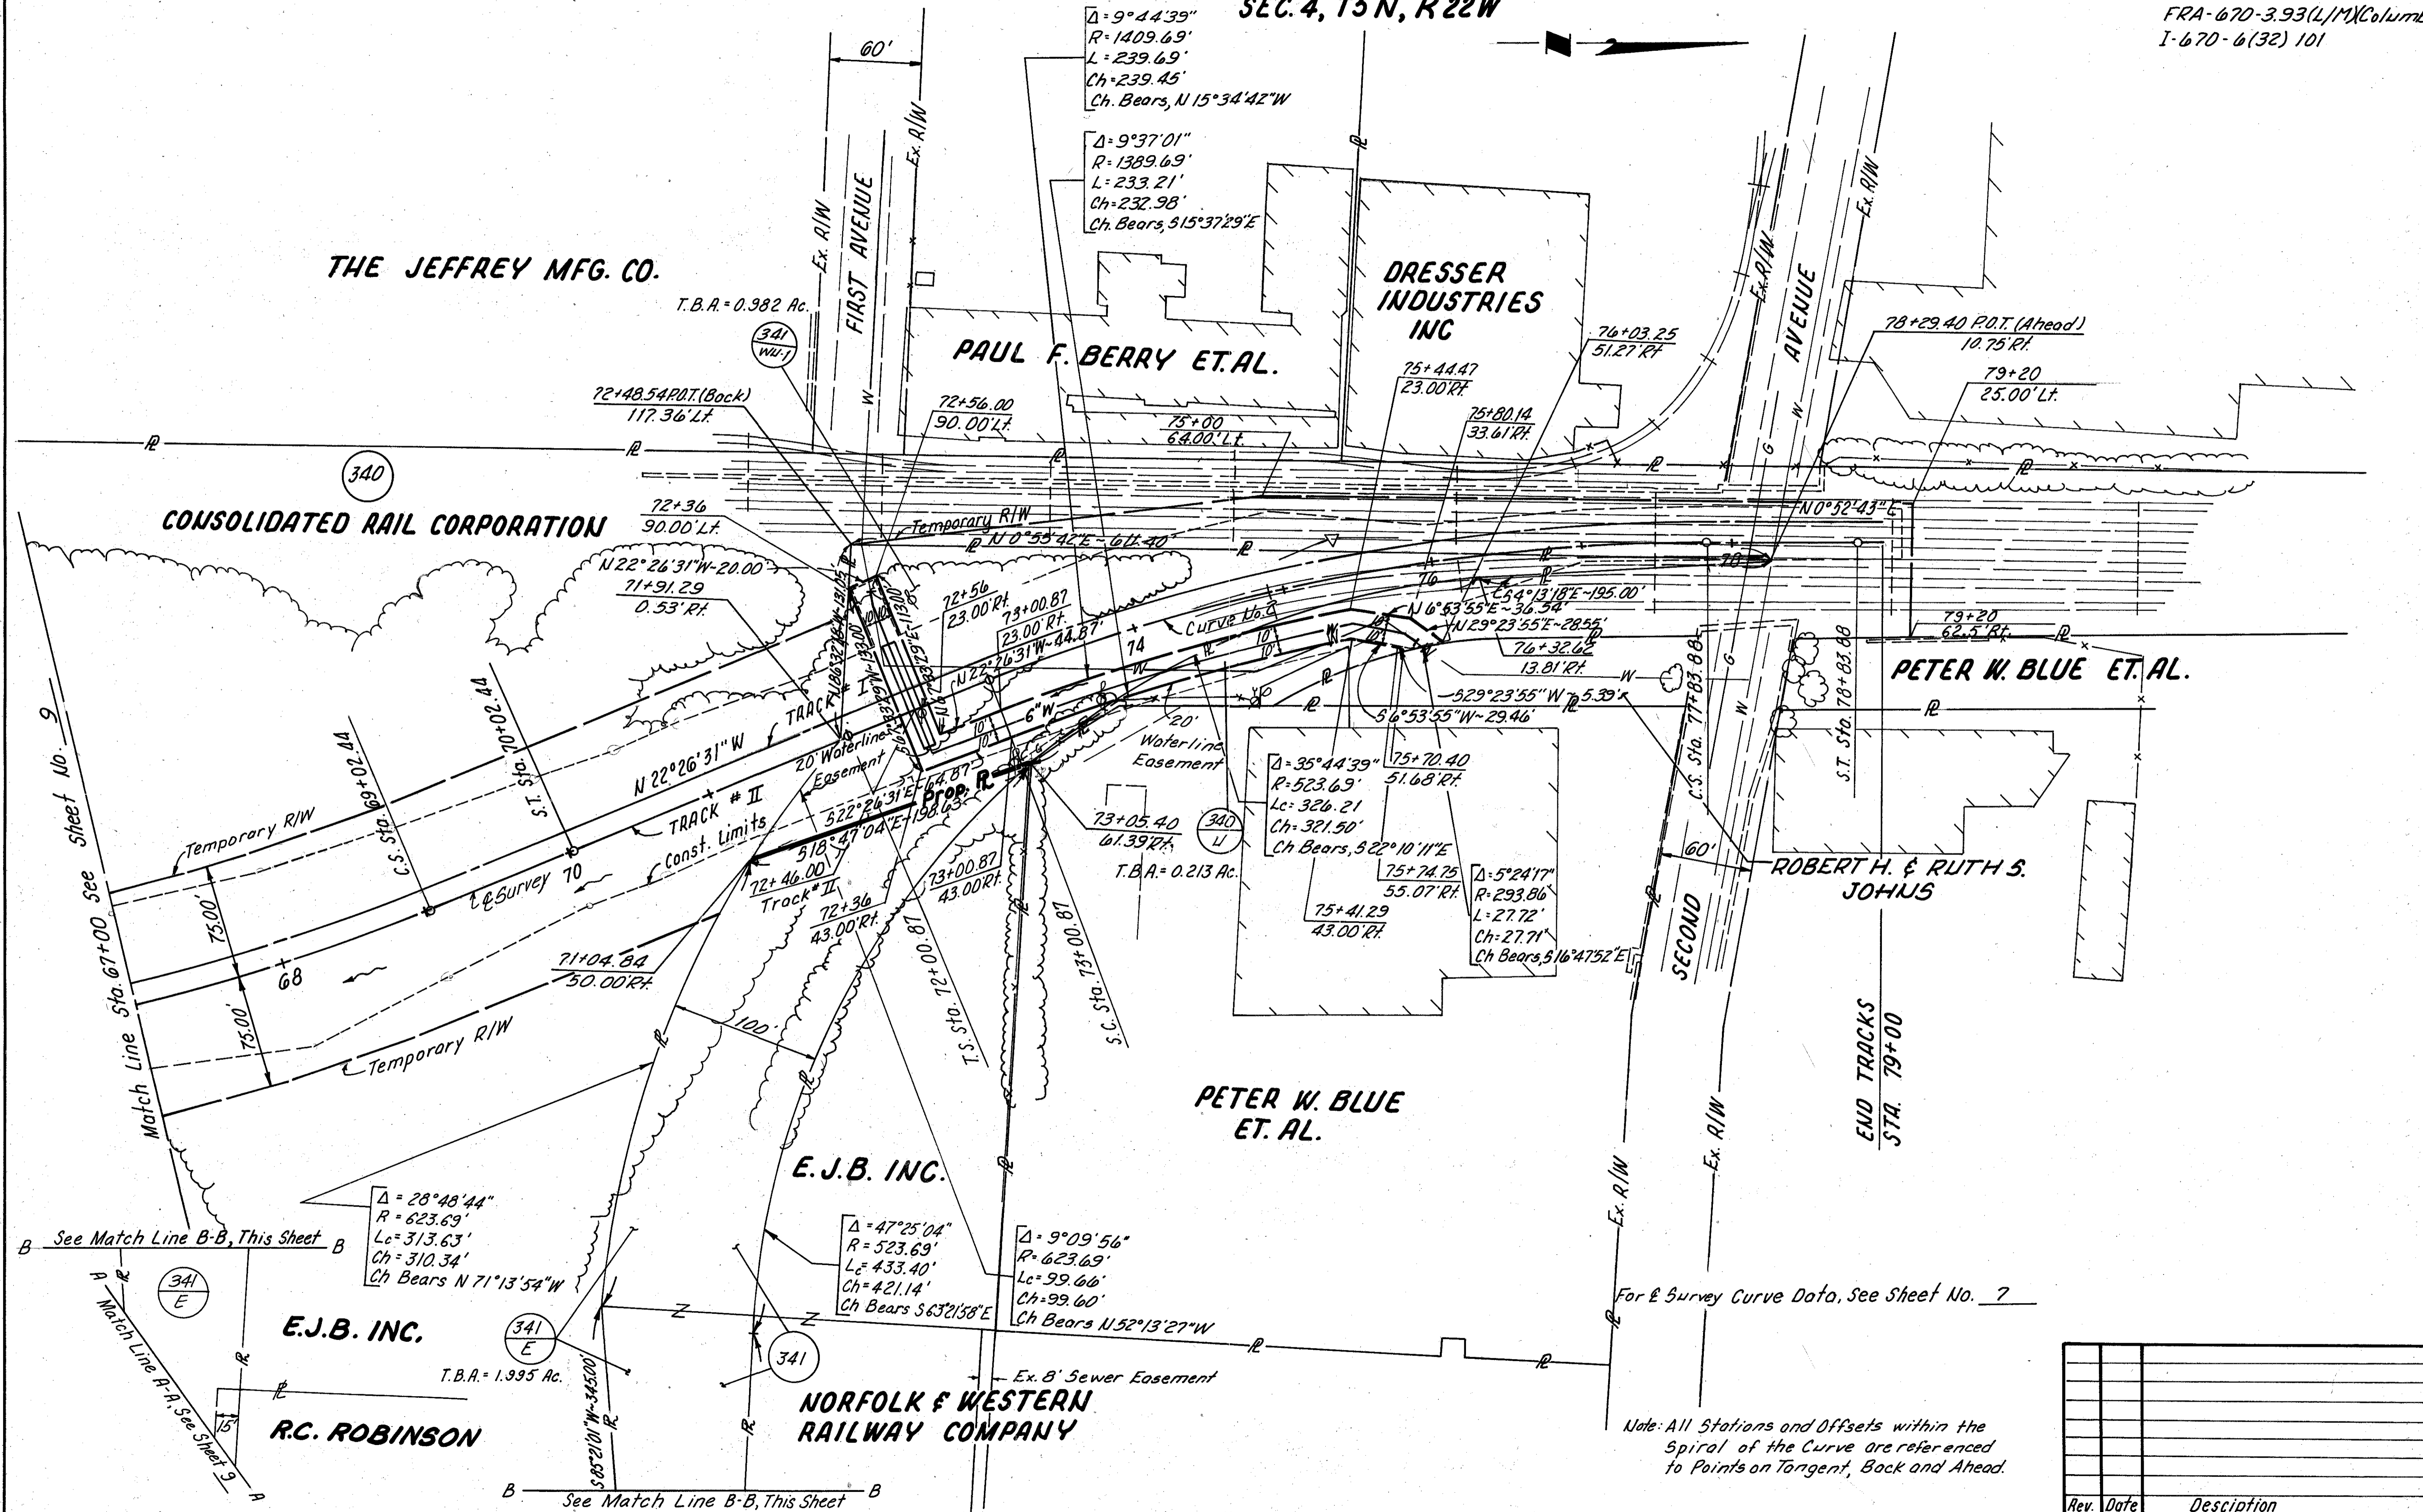 SEC. 4, T5N, R22W
FRA-670-3.93(L/M)(Columb
I-670-6(32) 101
N
60'
Δ=9°44'39"
R=1409.69'
L=239.69'
Ch=239.45'
Ch. Bears, N 15°34'42"W
Δ=9°37'01"
R=1389.69'
L=233.21'
Ch=232.98'
Ch. Bears, S15°37'29"E
Ex. R/W
Ex. R/W
FIRST AVENUE
THE JEFFREY MFG. CO.
T.B.A.= 0.982 Ac.
341
WU-1
PAUL F. BERRY ET. AL.
DRESSER
INDUSTRIES
INC
Ex. R/W
Ex. R/W
AVENUE
76+03.25
51.27' Rt
78+29.40 P.O.T. (Ahead)
10.75' Rt.
79+20
25.00' Lt.
75+44.47
23.00' Rt
75+80.14
33.61' Rt.
72+48.54 P.O.T. (Back)
117.36' Lt.
72+56.00
90.00' Lt.
75+00
64.00' Lt.
340
CONSOLIDATED RAIL CORPORATION
72+36
90.00' Lt.
Temporary R/W
N 0°55'42"E~611.40'
N 0°52'43"E
N 22°26'31"W-20.00'
71+91.29
0.53' Rt.
72+56
23.00' Rt.
73+00.87
23.00' Rt.
N22°26'31"W~44.87'
Curve No. 9
74
76
78
S4°13'18"E~195.00'
N 6°53'55"E~36.54'
N 29°23'55"E~28.55'
76+32.62
13.81' Rt.
79+20
62.5' Rt.
PETER W. BLUE ET. AL.
S29°23'55"W~5.39'
S 6°53'55"W~29.46'
C.S. Sta. 77+83.88
S.T. Sta. 78+83.88
TRACK # I
N 22°26'31" W
TRACK # II
20' Waterline
Easement
6"W
20'
Waterline
Easement
S22°26'31"E~64.87'
Prop. PL
S18°47'04"E~198.63'
Const. Limits
Temporary R/W
C.S. Sta. 69+02.44
S.T. Sta. 70+02.44
℄ Survey 70
68
75.00'
75.00'
Match Line Sta. 67+00 See Sheet No. 9
72+46.00
Track # II
72+36
43.00' Rt.
73+00.87
43.00' Rt.
73+05.40
61.39' Rt.
340
U
T.B.A.= 0.213 Ac.
Δ=35°44'39"
R=523.69'
Lc=326.21
Ch=321.50'
Ch Bears, S22°10'11"E
75+70.40
51.68' Rt.
75+74.75
55.07' Rt.
75+41.29
43.00' Rt.
Δ=5°24'17"
R=293.86'
L=27.72'
Ch=27.71'
Ch Bears, S16°47'52"E
60'
ROBERT H. & RUTH S.
JOHNS
SECOND
71+04.84
50.00' Rt.
Temporary R/W
100'
T.S. Sta. 72+00.87
S.C. Sta. 73+00.87
END TRACKS
STA. 79+00
PETER W. BLUE
ET. AL.
Ex. R/W
Ex. R/W
E.J.B. INC.
Δ = 28°48'44"
R = 623.69'
Lc=313.63'
Ch = 310.34'
Ch Bears N 71°13'54"W
Δ = 47°25'04"
R = 523.69'
Lc= 433.40'
Ch= 421.14'
Ch Bears S 63°21'58"E
Δ= 9°09'56"
R= 623.69'
Lc=99.66'
Ch=99.60'
Ch Bears N.52°13'27"W
B See Match Line B-B, This Sheet B
341
E
E.J.B. INC.
341
E
T.B.A.= 1.995 Ac.
341
A Match Line A-A, See Sheet 9 A
15'
R.C. ROBINSON
S 85°21'01"W~345.00'
NORFOLK & WESTERN
RAILWAY COMPANY
Ex. 8' Sewer Easement
For ℄ Survey Curve Data, See Sheet No. 7
Note: All Stations and Offsets within the
Spiral of the Curve are referenced
to Points on Tangent, Back and Ahead.
B See Match Line B-B, This Sheet B
Rev. Date Desciption